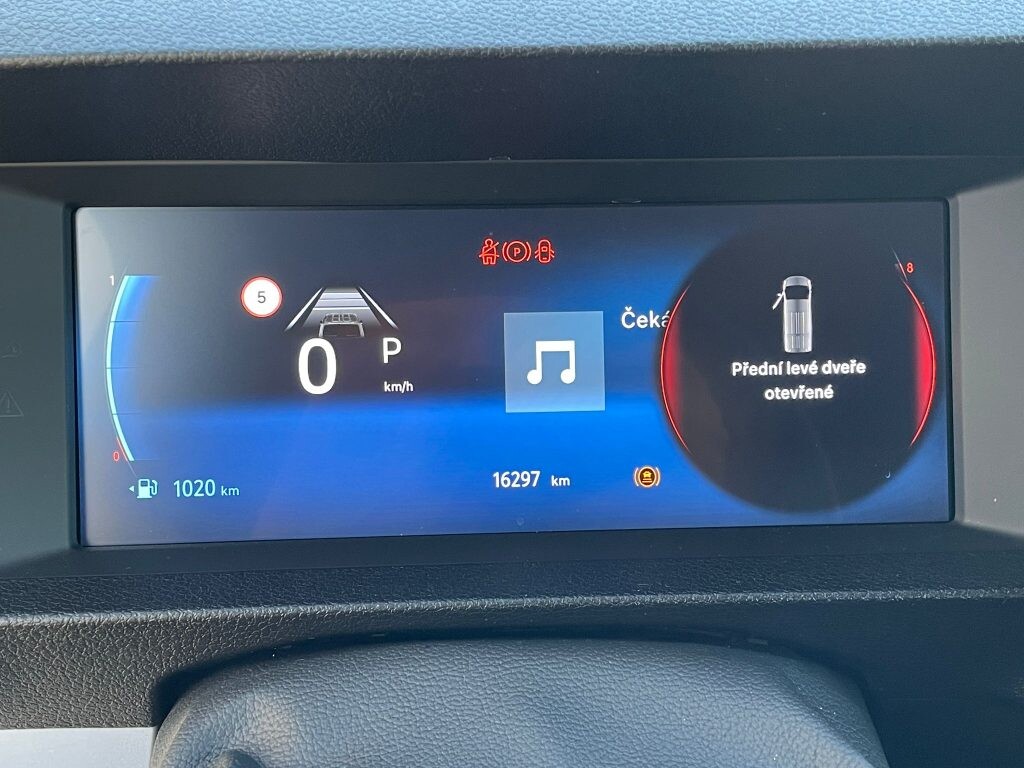 P
1
5
8
Čeká
0
P
km/h
Přední levé dveře
otevřené
0
1020 km
16297 km